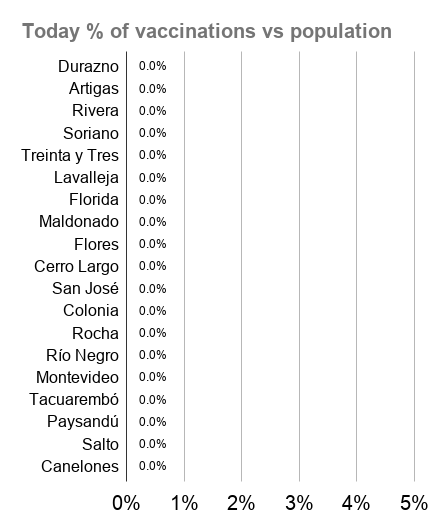 Today % of vaccinations vs population
Durazno 0.0%
Artigas 0.0%
Rivera 0.0%
Soriano 0.0%
Treinta y Tres 0.0%
Lavalleja 0.0%
Florida 0.0%
Maldonado 0.0%
Flores 0.0%
Cerro Largo 0.0%
San José 0.0%
Colonia 0.0%
Rocha 0.0%
Río Negro 0.0%
Montevideo 0.0%
Tacuarembó 0.0%
Paysandú 0.0%
Salto 0.0%
Canelones 0.0%
0% 1% 2% 3% 4% 5%